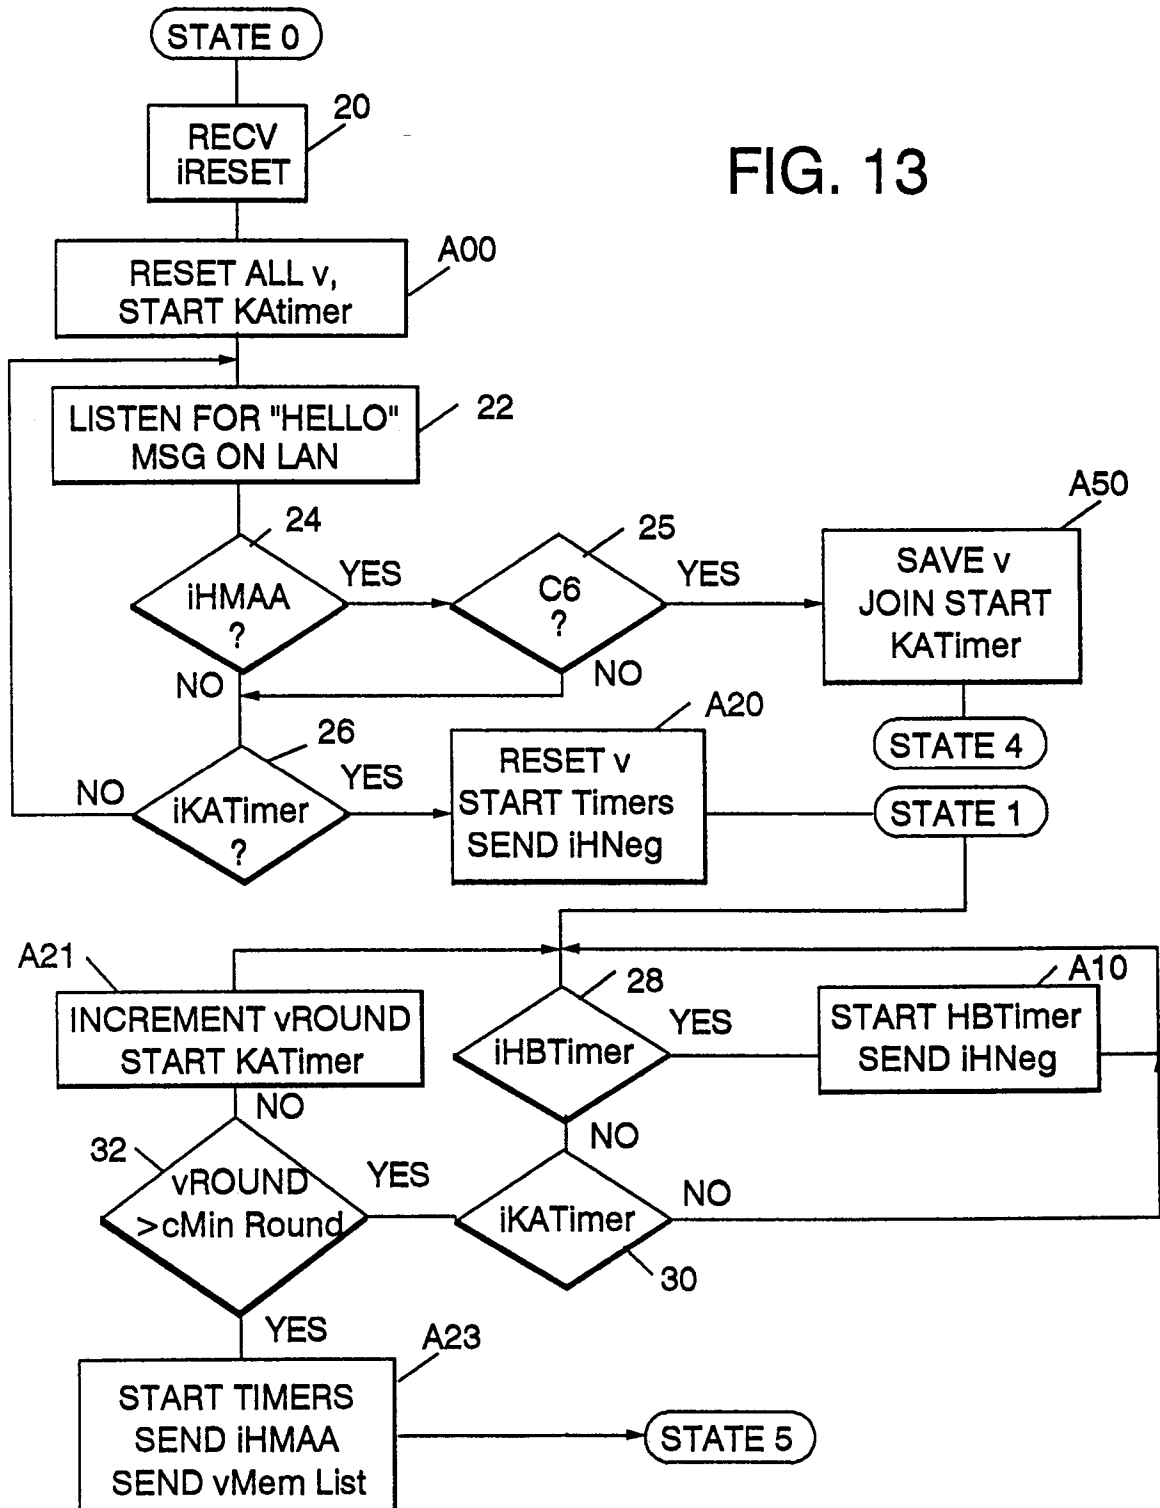 STATE 0
20
RECV
iRESET
FIG. 13
A00
RESET ALL v,
START KAtimer
LISTEN FOR "HELLO"
MSG ON LAN
22
24
iHMAA
?
YES
NO
25
C6
?
YES
NO
A50
SAVE v
JOIN START
KATimer
STATE 4
26
iKATimer
?
NO
YES
A20
RESET v
START Timers
SEND iHNeg
STATE 1
A21
INCREMENT vROUND
START KATimer
NO
28
iHBTimer
YES
NO
A10
START HBTimer
SEND iHNeg
32
vROUND
>cMin Round
YES
iKATimer
NO
30
YES
A23
START TIMERS
SEND iHMAA
SEND vMem List
STATE 5